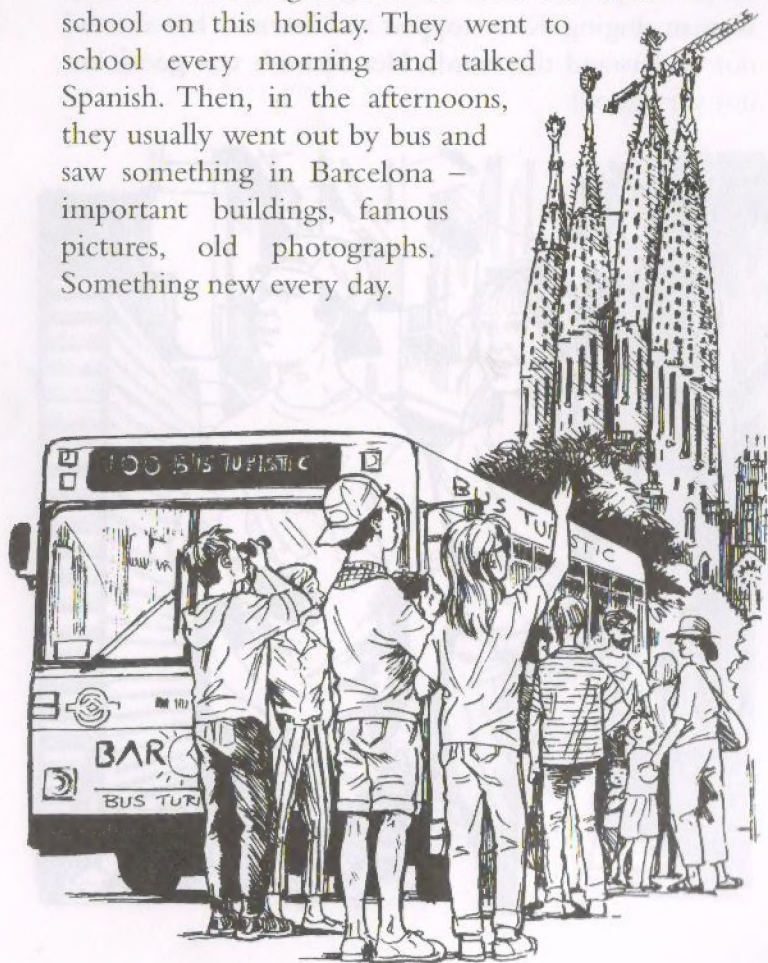 school on this holiday. They went to
school every morning and talked
Spanish. Then, in the afternoons,
they usually went out by bus and
saw something in Barcelona –
important buildings, famous
pictures, old photographs.
Something new every day.
BUS TURISTIC
BAR
BUS TURI